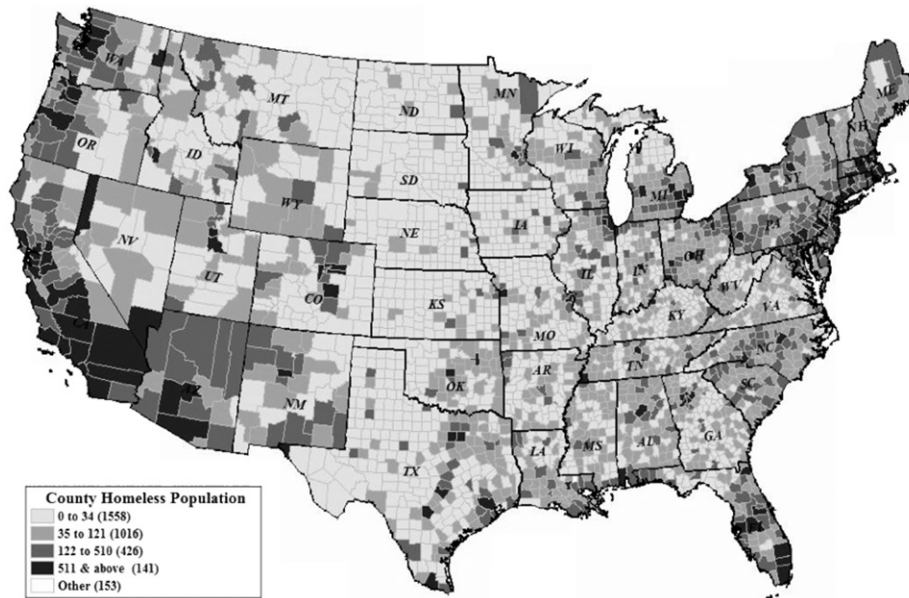 WA
MT
ND
MN
ME
NH
OR
ID
WI
NY
SD
MI
WY
IA
PA
NE
NV
IL
IN
OH
UT
CO
WV
KS
VA
MO
KY
CA
NC
TN
OK
AR
SC
NM
TX
LA
MS
AL
GA
County Homeless Population
0 to 34 (1558)
35 to 121 (1016)
122 to 510 (426)
511 & above (141)
Other (153)